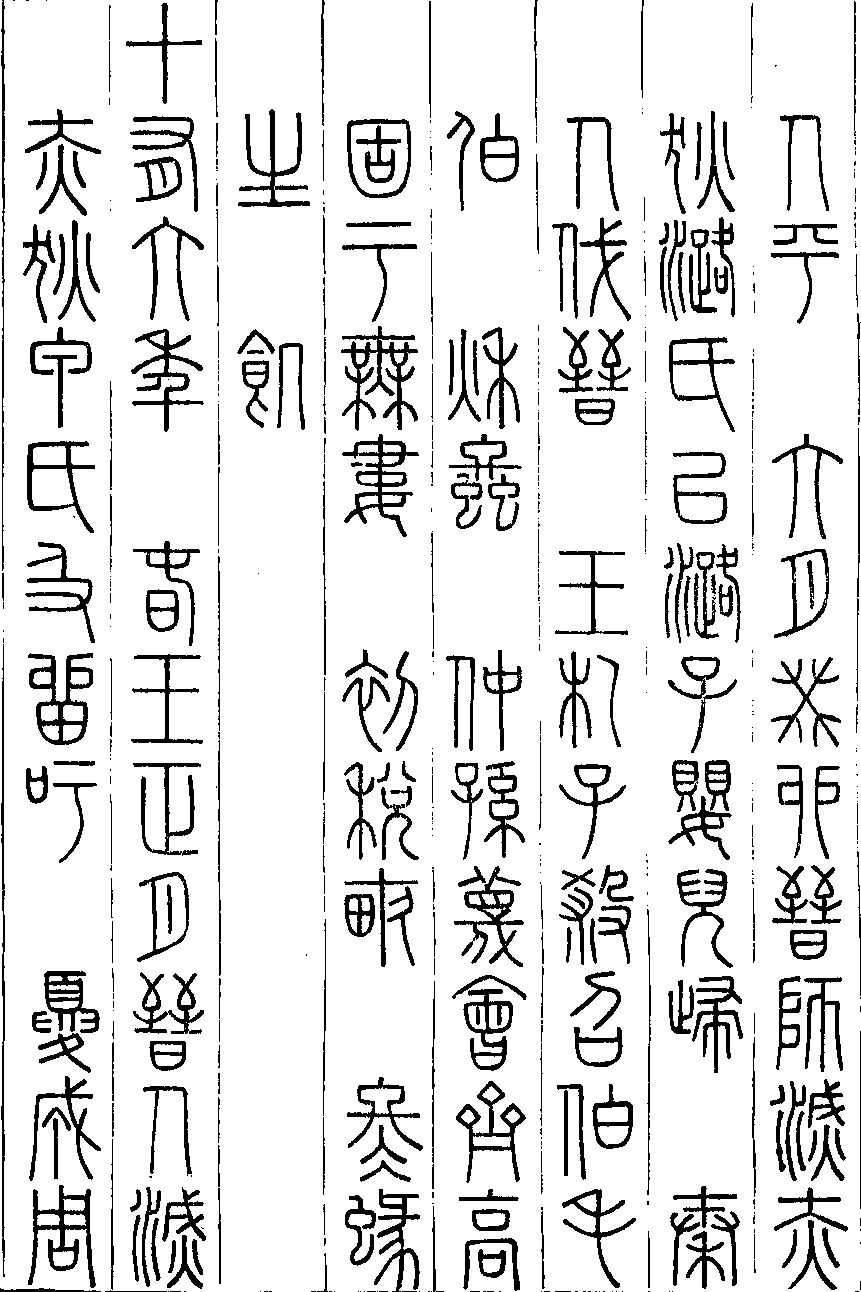 人平　六月癸卯晉師滅赤
狄潞氏以潞子嬰兒歸　秦
人伐晉　王札子殺召伯毛
伯　秋螽　仲孫蔑會齊高
固于無婁　初稅畝　冬蝝
生　飢
十有六年　春王正月晉人滅
赤狄甲氏及留吁　夏成周